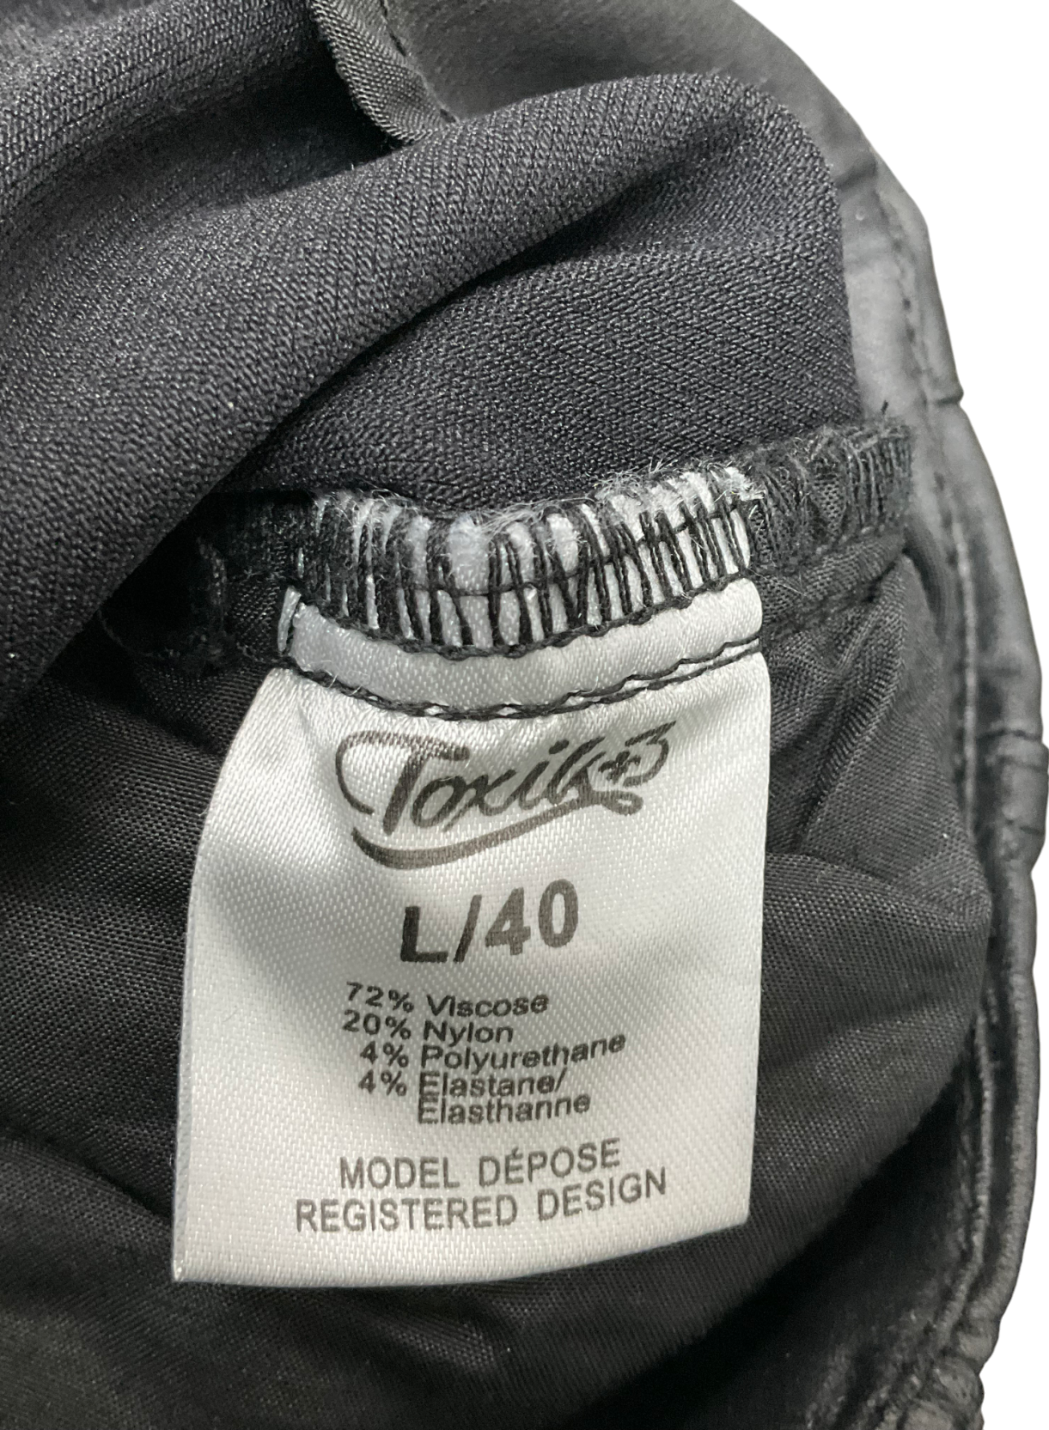 Toxik3
L/40
72% Viscose
20% Nylon
4% Polyurethane
4% Elastane/
Elasthanne
MODEL DÉPOSE
REGISTERED DESIGN